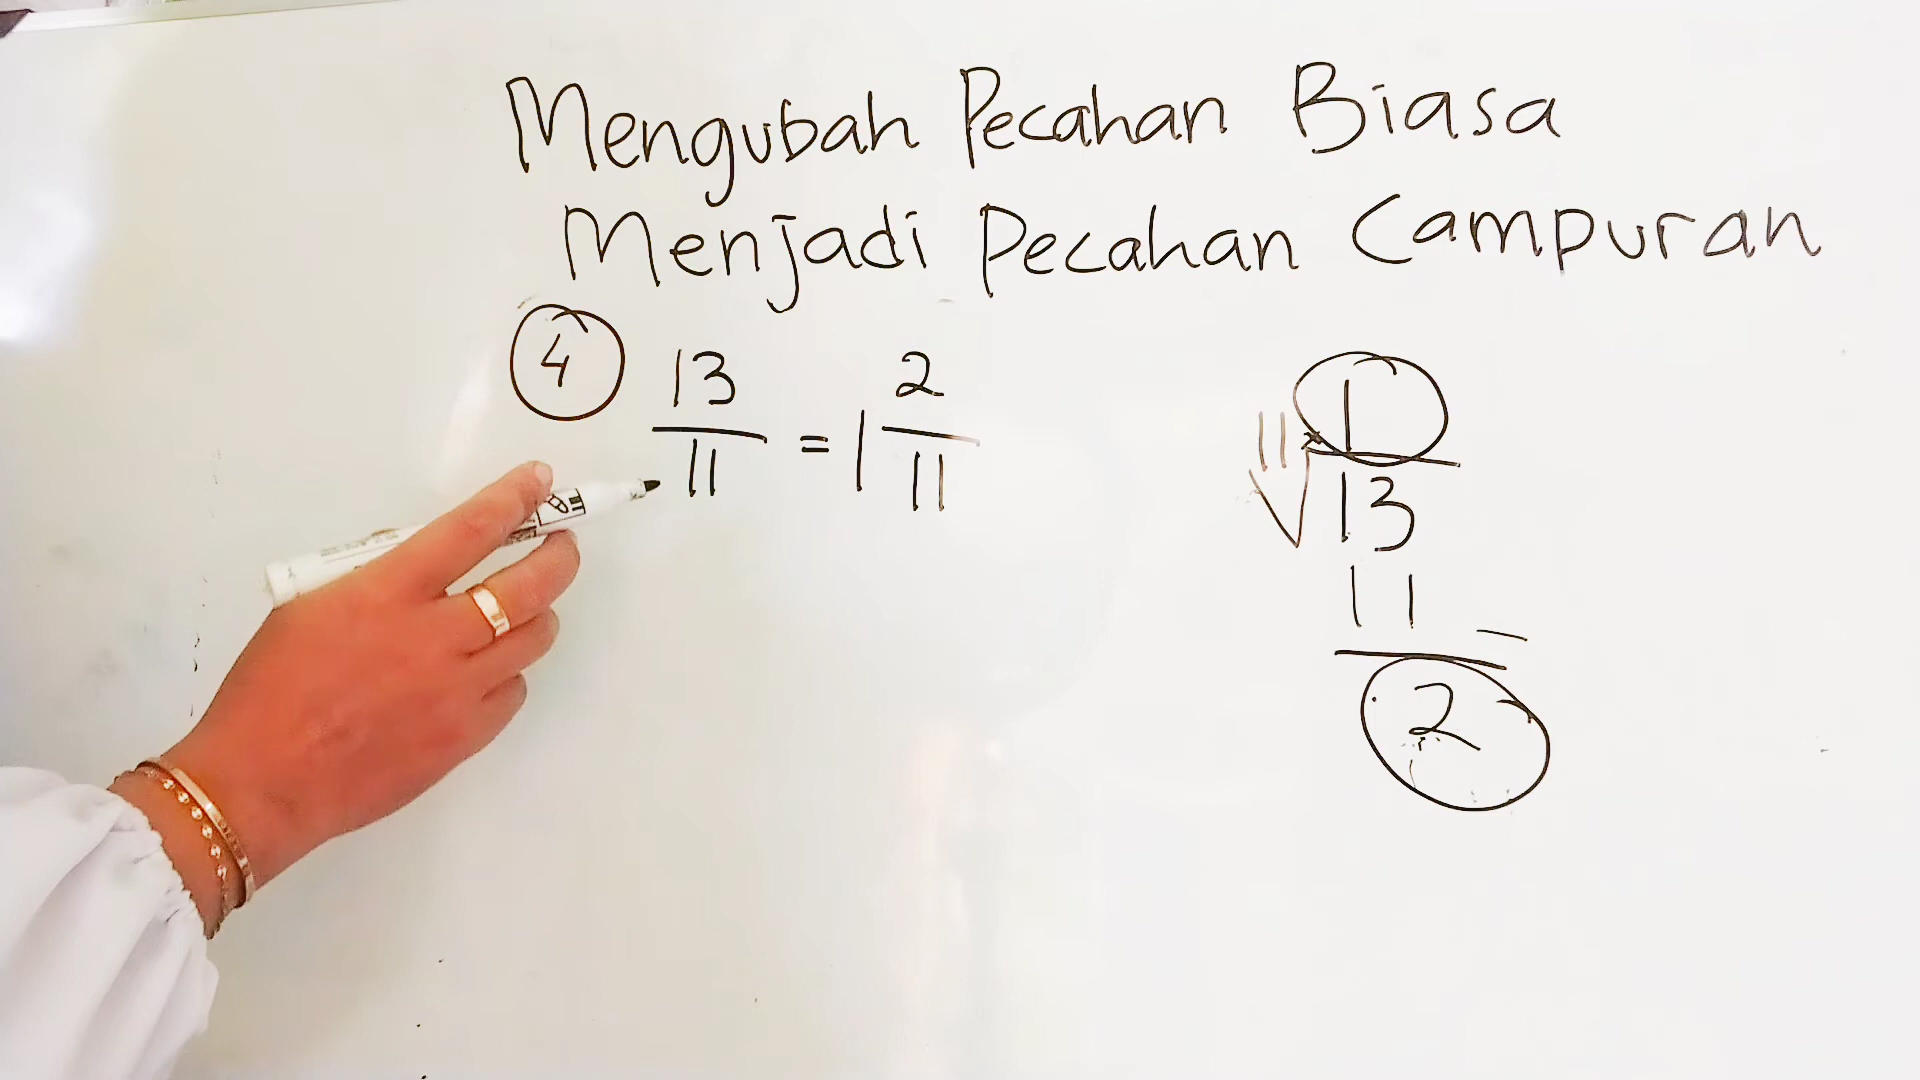 Mengubah Pecahan Biasa
Menjadi Pecahan Campuran
4
13/11 = 1 2/11
1
11 √ 13
11 -
2